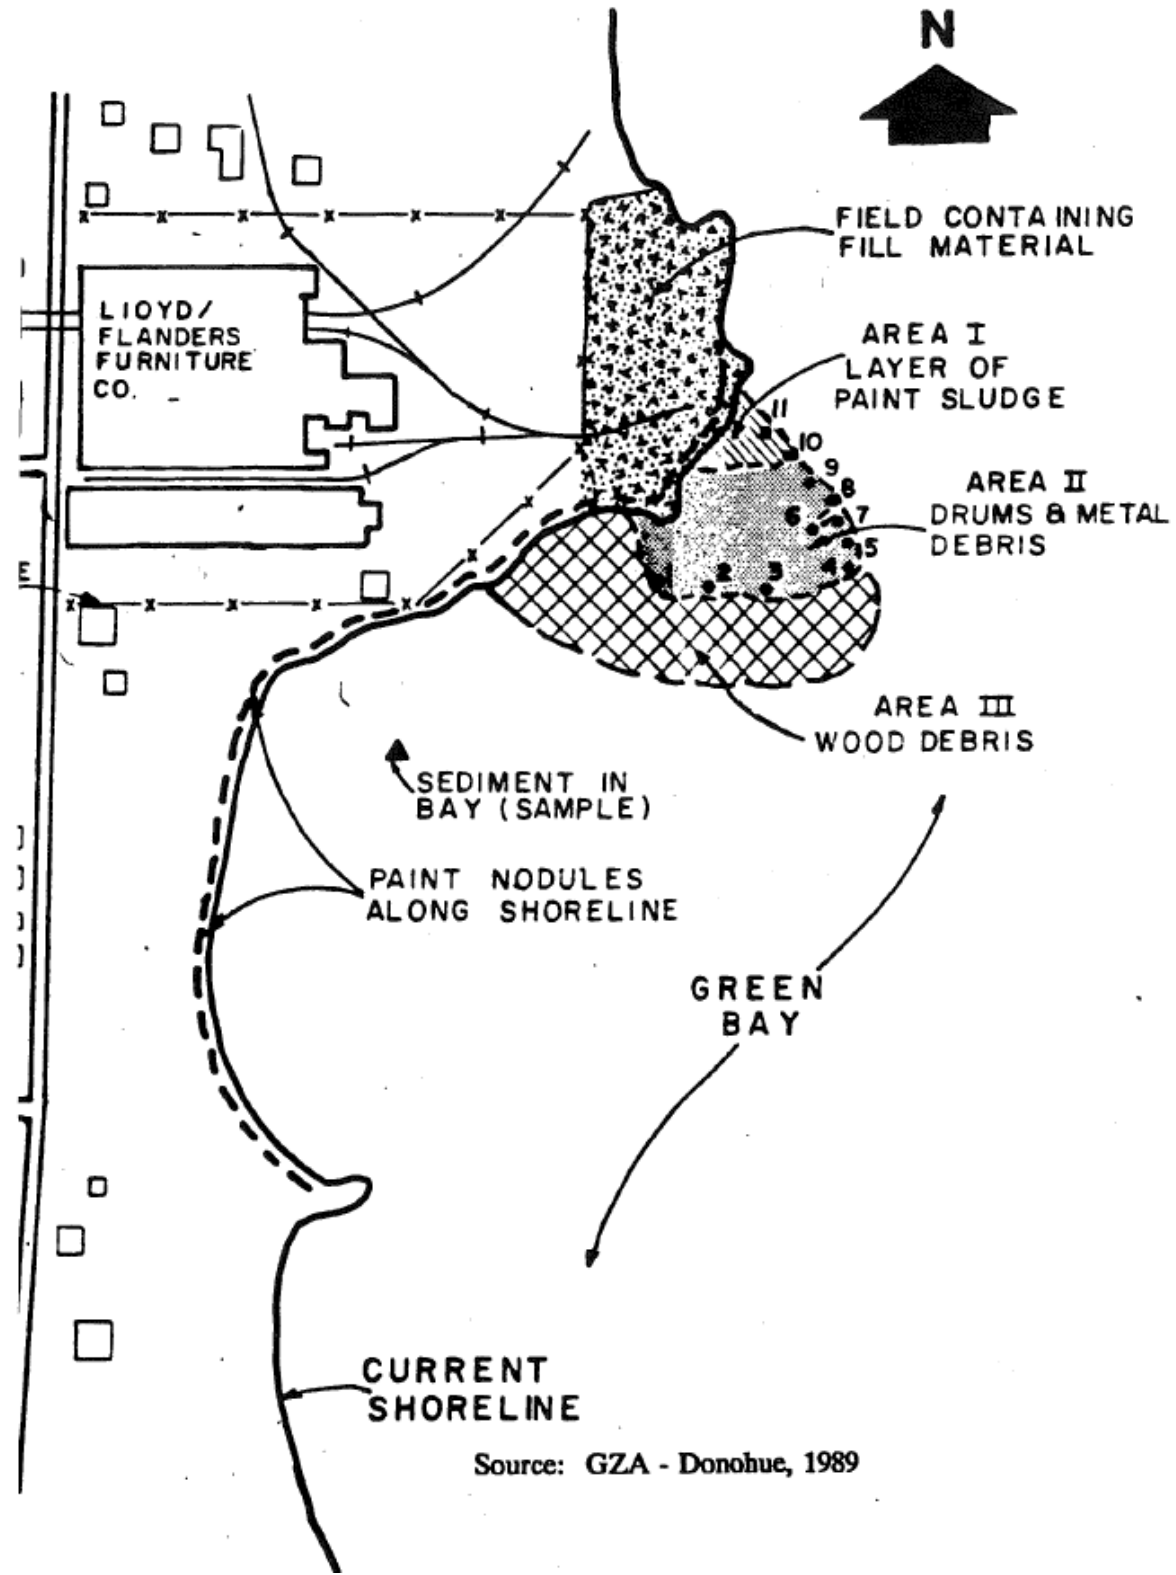 N
FIELD CONTAINING
FILL MATERIAL
LIOYD/
FLANDERS
FURNITURE
CO.
AREA I
LAYER OF
PAINT SLUDGE
11
10
9
8
7
6
5
4
3
2
AREA II
DRUMS & METAL
DEBRIS
E
AREA III
WOOD DEBRIS
SEDIMENT IN
BAY (SAMPLE)
PAINT NODULES
ALONG SHORELINE
GREEN
BAY
CURRENT
SHORELINE
Source: GZA - Donohue, 1989